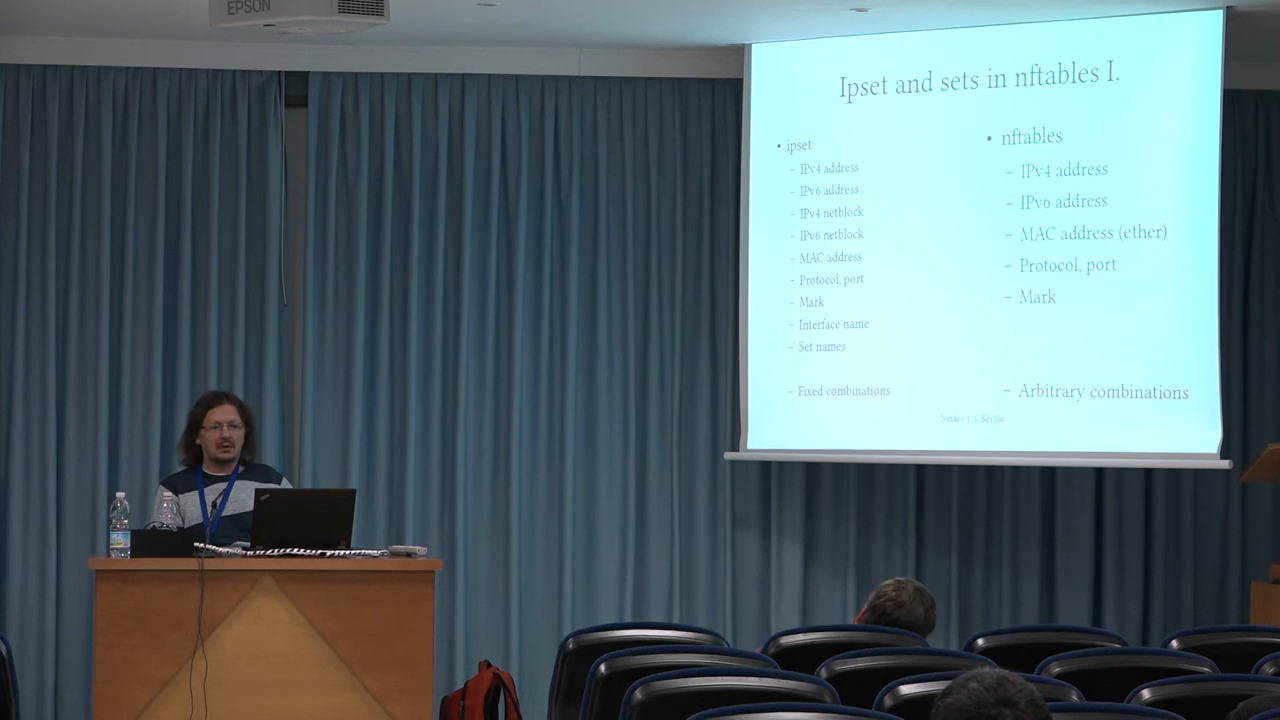 EPSON
Ipset and sets in nftables I.
• ipset
– IPv4 address
– IPv6 address
– IPv4 netblock
– IPv6 netblock
– MAC address
– Protocol, port
– Mark
– Interface name
– Set names
– Fixed combinations
• nftables
– IPv4 address
– IPv6 address
– MAC address (ether)
– Protocol, port
– Mark
– Arbitrary combinations
Netdev 1.1, Seville